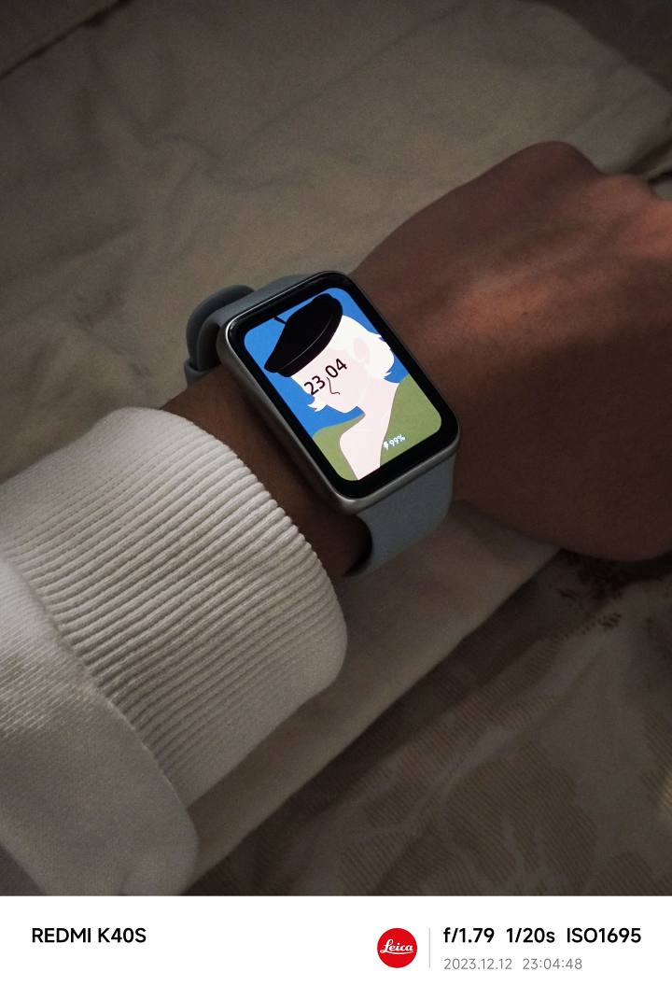 23 04
99%
REDMI K40S
Leica
f/1.79 1/20s ISO1695
2023.12.12 23:04:48